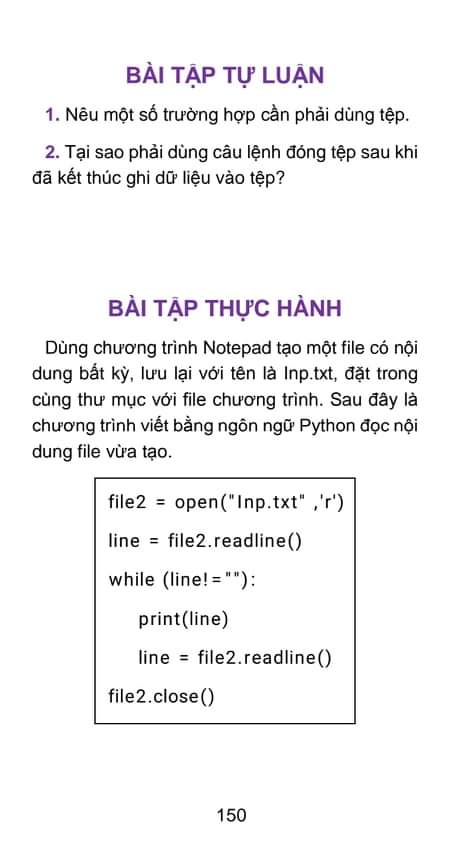 BÀI TẬP TỰ LUẬN
1. Nêu một số trường hợp cần phải dùng tệp.
2. Tại sao phải dùng câu lệnh đóng tệp sau khi
đã kết thúc ghi dữ liệu vào tệp?
BÀI TẬP THỰC HÀNH
Dùng chương trình Notepad tạo một file có nội
dung bất kỳ, lưu lại với tên là Inp.txt, đặt trong
cùng thư mục với file chương trình. Sau đây là
chương trình viết bằng ngôn ngữ Python đọc nội
dung file vừa tạo.
file2 = open("Inp.txt" ,'r')
line = file2.readline()
while (line!=""):
print(line)
line = file2.readline()
file2.close()
150